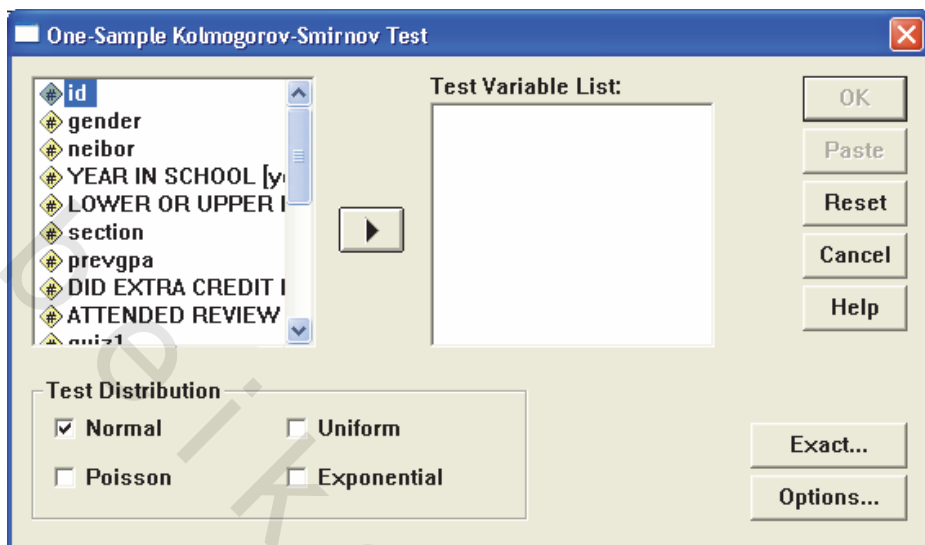 One-Sample Kolmogorov-Smirnov Test
id
gender
neibor
YEAR IN SCHOOL [y
LOWER OR UPPER
section
prevgpa
DID EXTRA CREDIT
ATTENDED REVIEW
quiz1
Test Variable List:
OK
Paste
Reset
Cancel
Help
Test Distribution
Normal
Uniform
Poisson
Exponential
Exact...
Options...